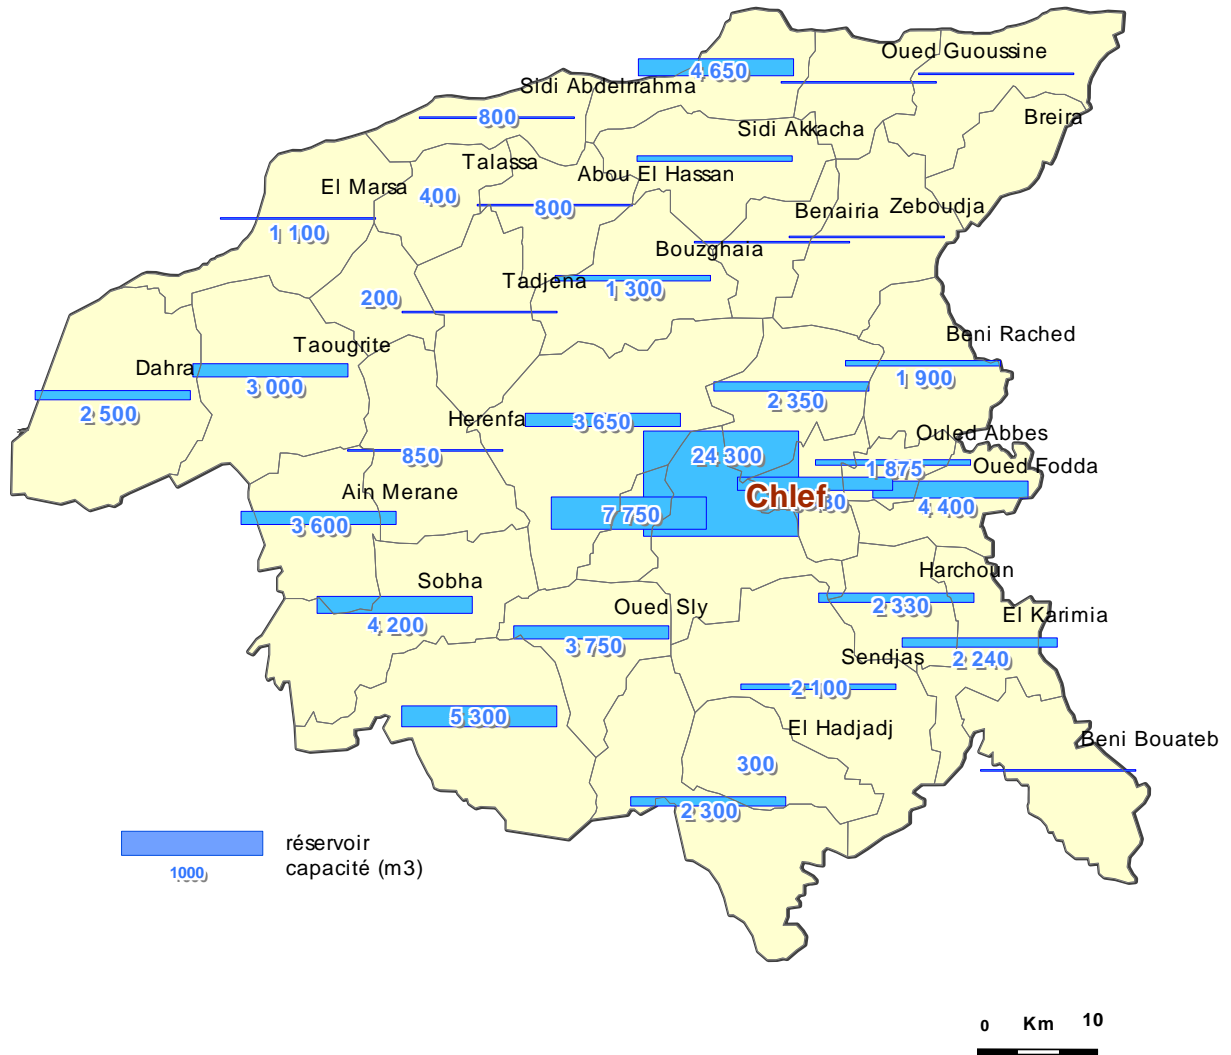 Oued Guoussine
4 650
Sidi Abdelrrahma
800
Breira
Sidi Akkacha
Talassa
Abou El Hassan
El Marsa
400
800
Benairia
Zeboudja
1 100
Bouzghaia
Tadjena
1 300
200
Beni Rached
Taougrite
Dahra
3 000
1 900
2 500
2 350
Herenfa
3 650
Ouled Abbes
850
24 300
1 875
Oued Fodda
Ain Merane
Chlef
30
4 400
7 750
3 600
Harchoun
Sobha
2 330
Oued Sly
El Karimia
4 200
3 750
Sendjas
2 240
2 100
5 300
El Hadjadj
Beni Bouateb
300
2 300
réservoir
capacité (m3)
1000
0 Km 10